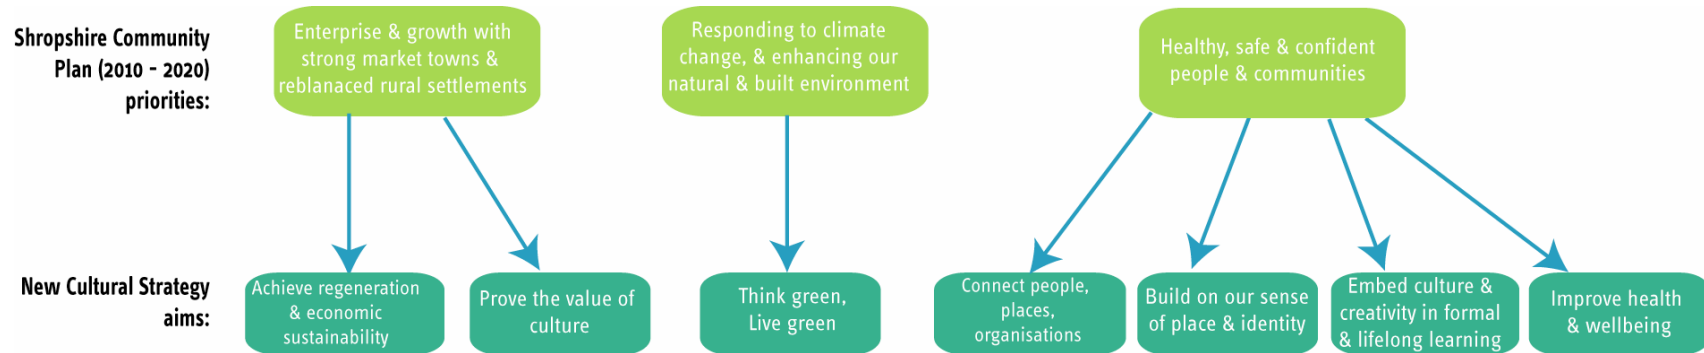 Shropshire Community
Plan (2010 - 2020)
priorities:
Enterprise & growth with
strong market towns &
reblanaced rural settlements
Responding to climate
change, & enhancing our
natural & built environment
Healthy, safe & confident
people & communities
New Cultural Strategy
aims:
Achieve regeneration
& economic
sustainability
Prove the value of
culture
Think green,
Live green
Connect people,
places,
organisations
Build on our sense
of place & identity
Embed culture &
creativity in formal
& lifelong learning
Improve health
& wellbeing